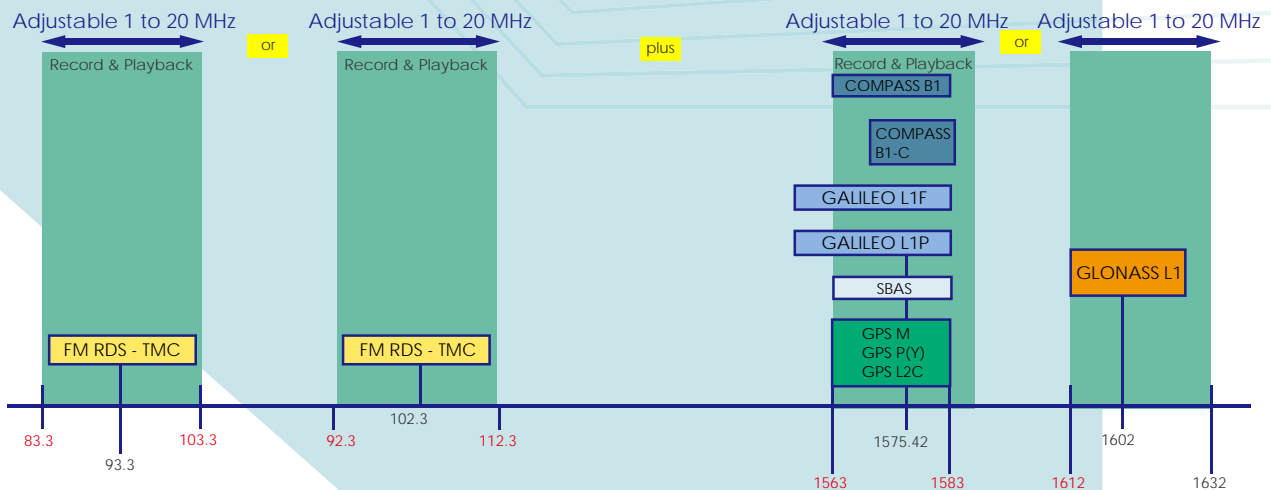 Adjustable 1 to 20 MHz
or
Adjustable 1 to 20 MHz
plus
Adjustable 1 to 20 MHz
or
Adjustable 1 to 20 MHz
Record & Playback
Record & Playback
Record & Playback
COMPASS B1
COMPASS
B1-C
GALILEO L1F
GALILEO L1P
SBAS
GLONASS L1
GPS M
GPS P(Y)
GPS L2C
FM RDS - TMC
FM RDS - TMC
83.3
93.3
103.3
92.3
102.3
112.3
1563
1575.42
1583
1612
1602
1632